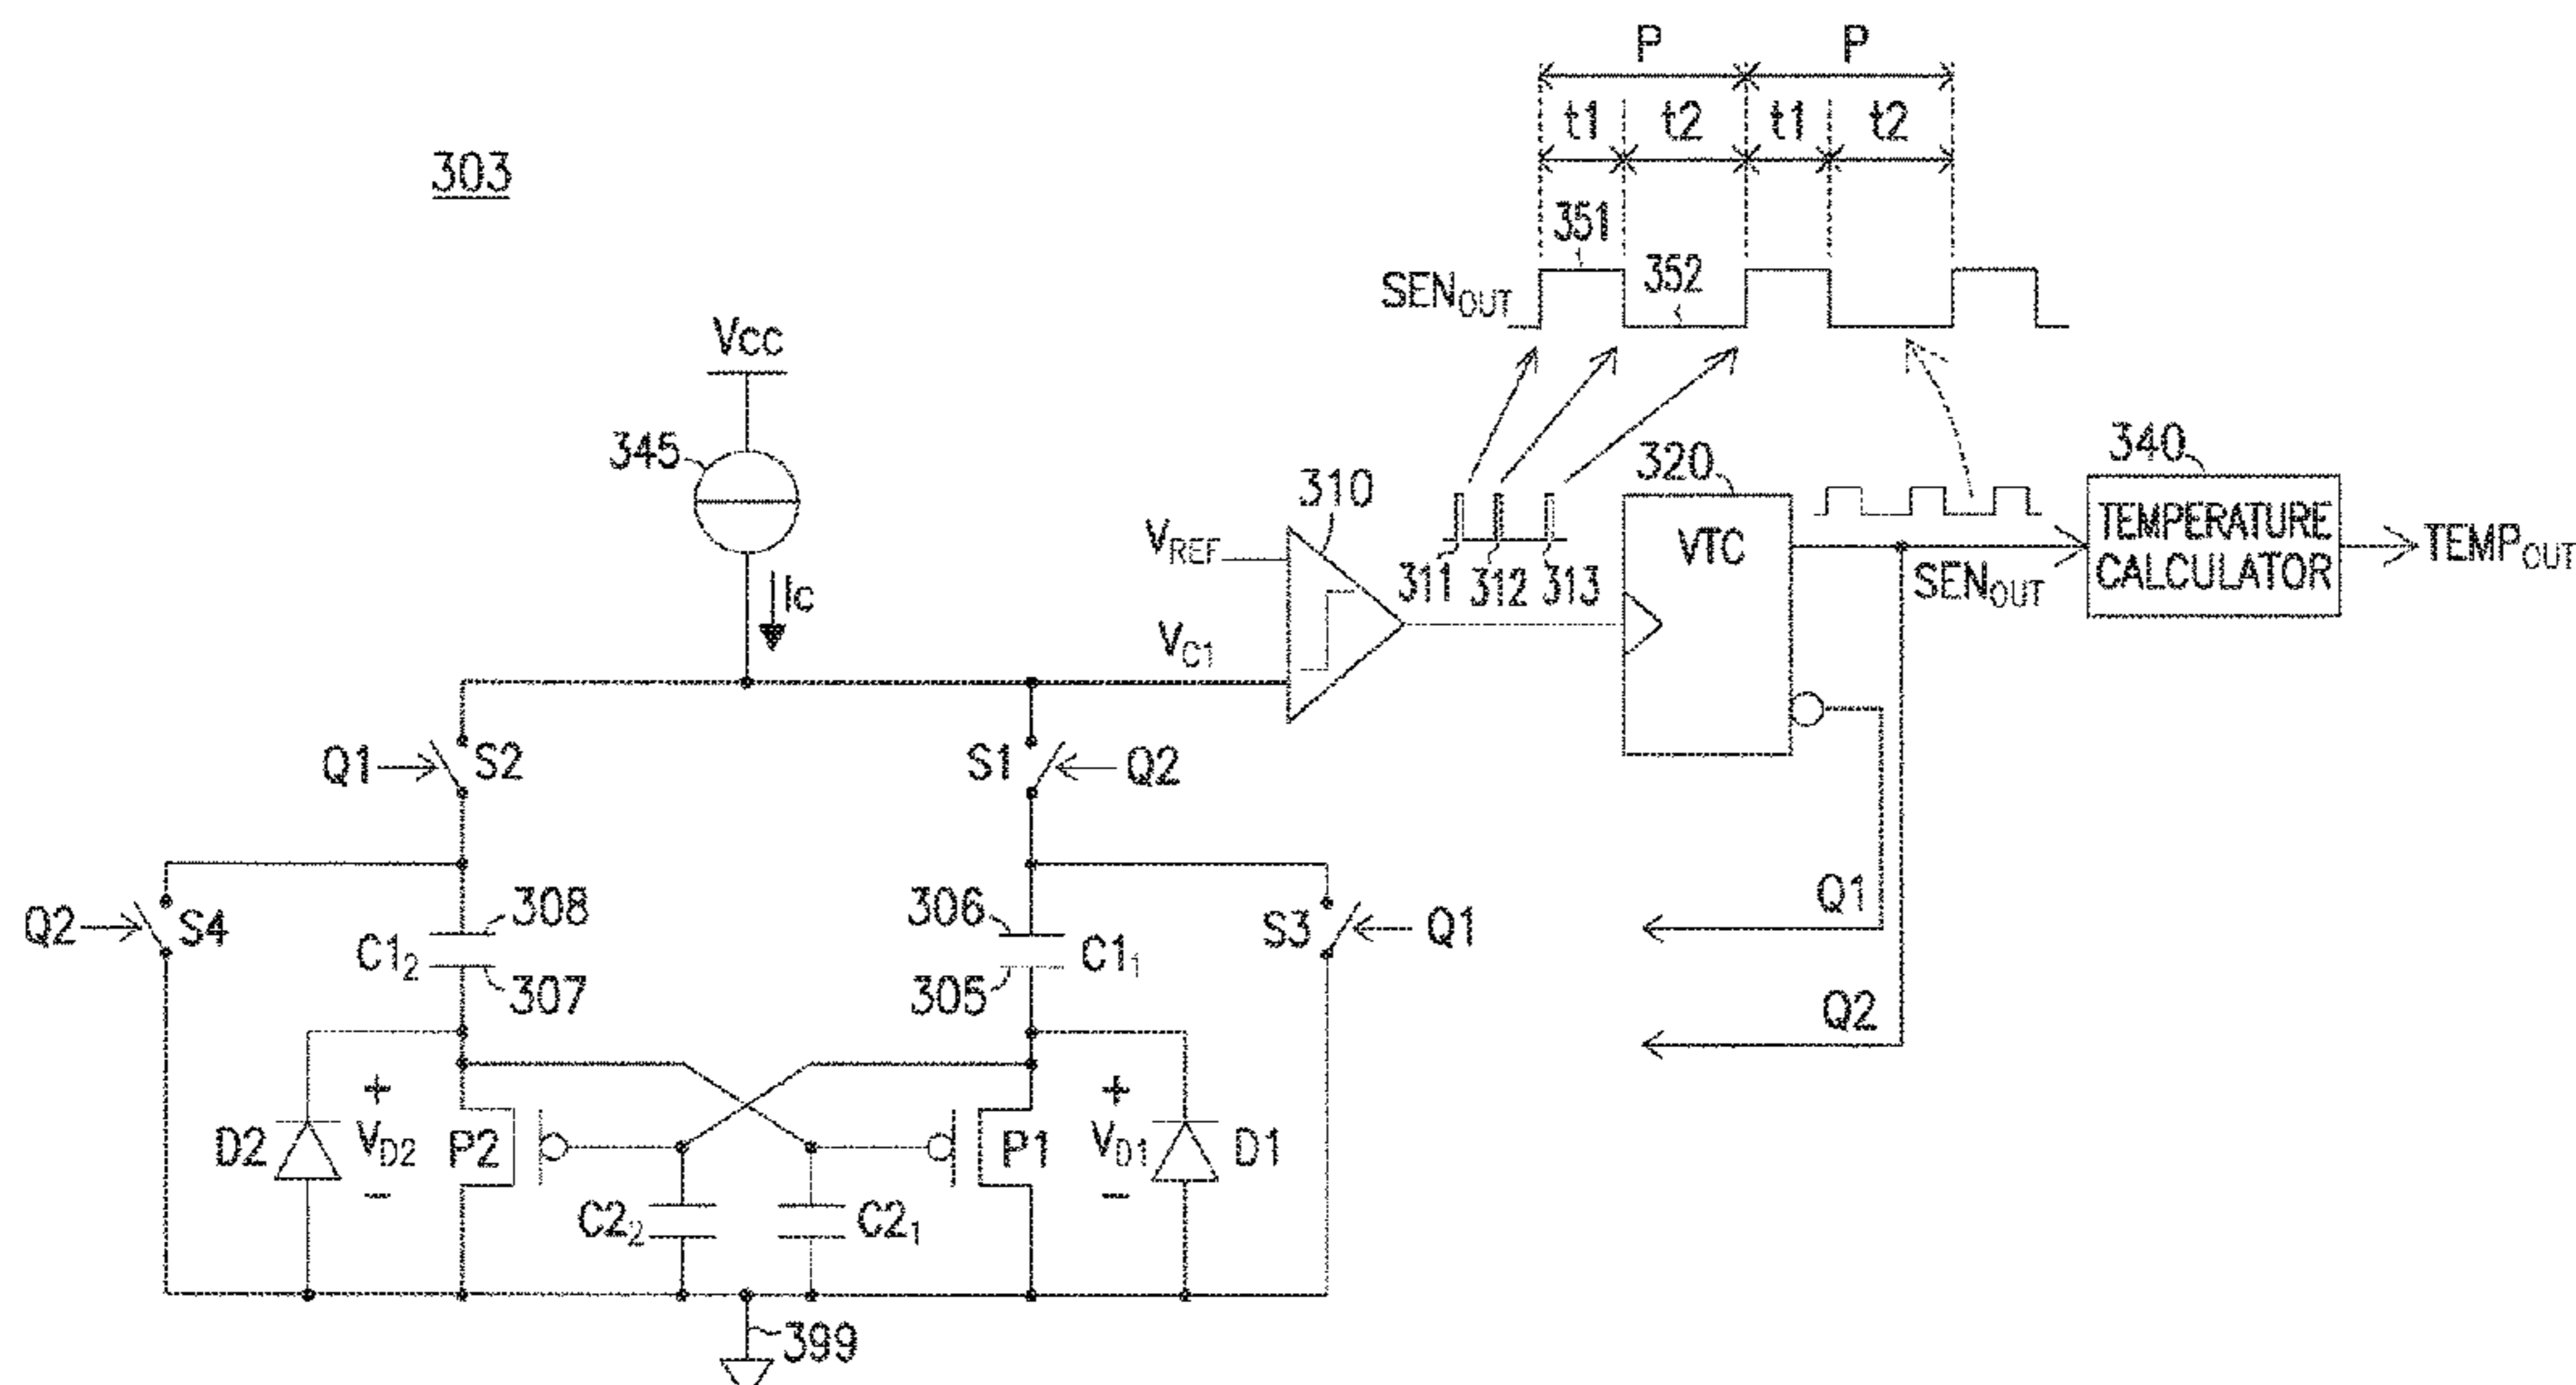 303
P P
t1 t2 t1 t2
351
352
SENOUT
Vcc
345
Ic
VREF
VC1
310
311 312 313
320
VTC
SENOUT
340
TEMPERATURE
CALCULATOR
TEMPOUT
Q1 S2
S1 Q2
Q2 S4
308
C12
307
306
C11
305
S3 Q1
Q1
Q2
D2
+
VD2
−
P2
P1
+
VD1
−
D1
C22
C21
399